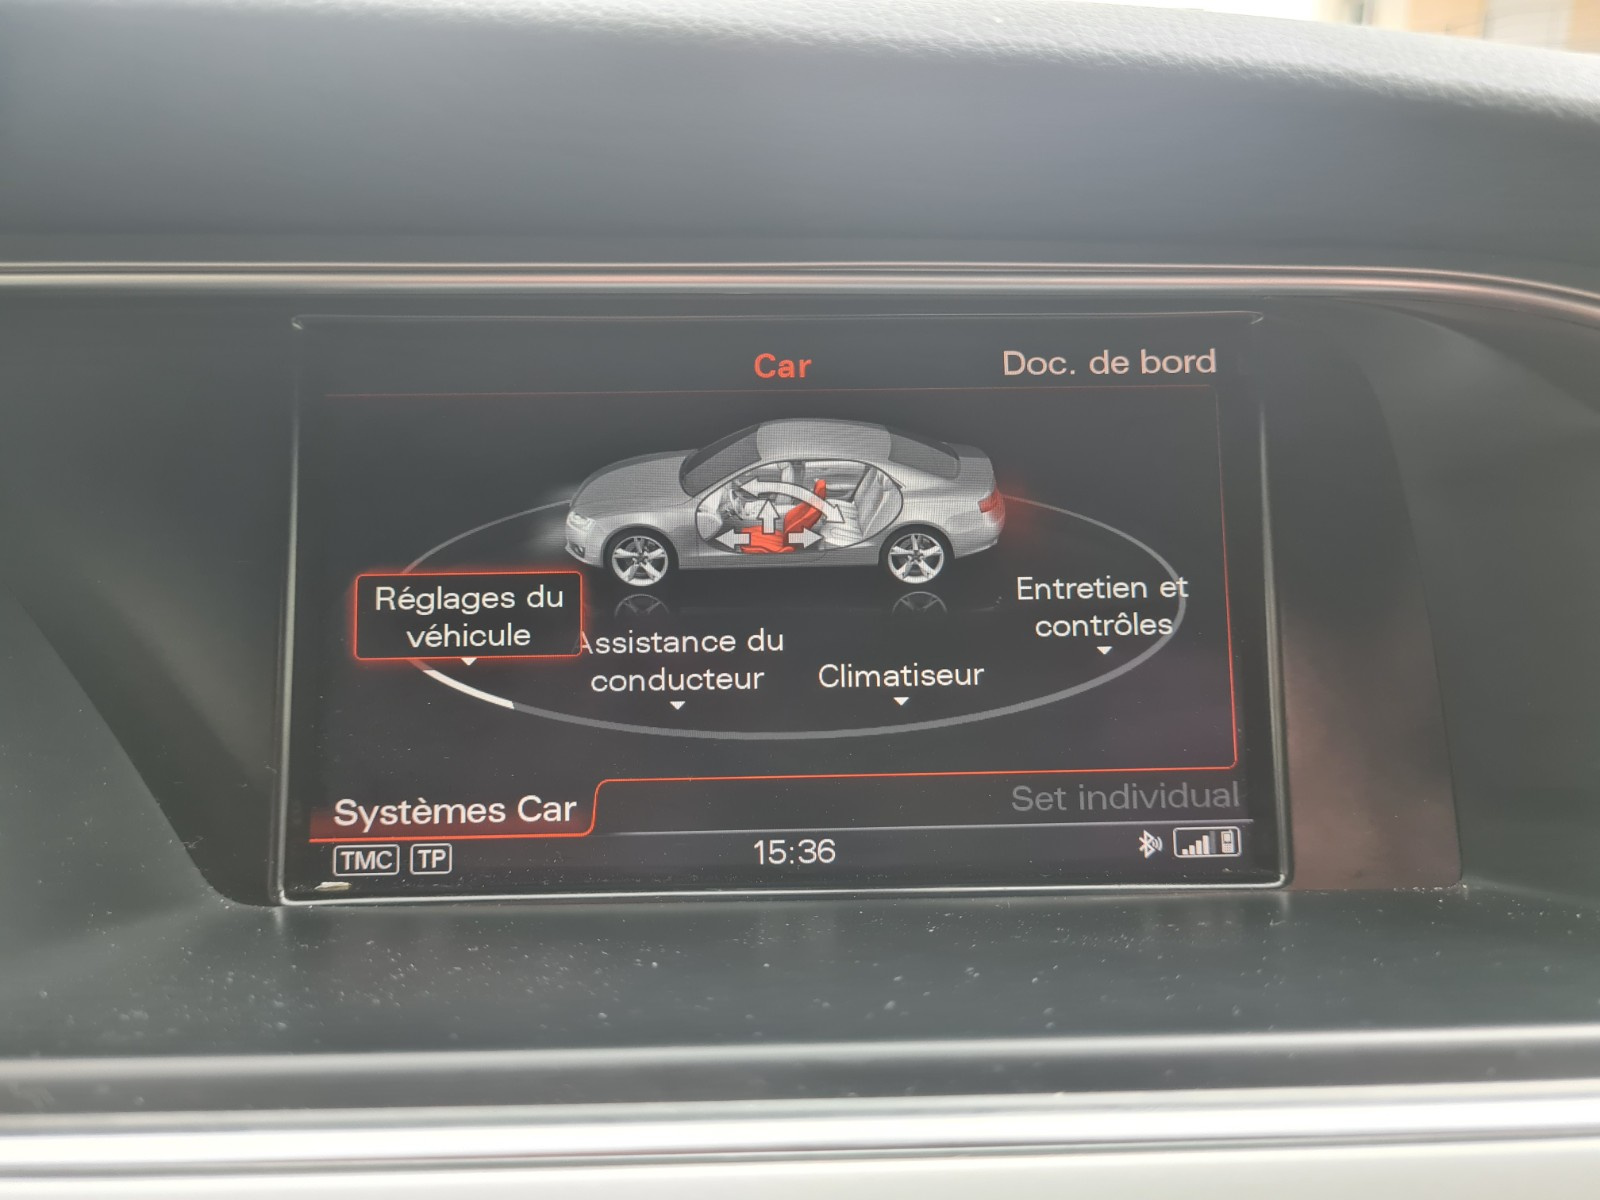 Car
Doc. de bord
Réglages du
véhicule
Assistance du
conducteur
Climatiseur
Entretien et
contrôles
Systèmes Car
Set individual
TMC TP
15:36